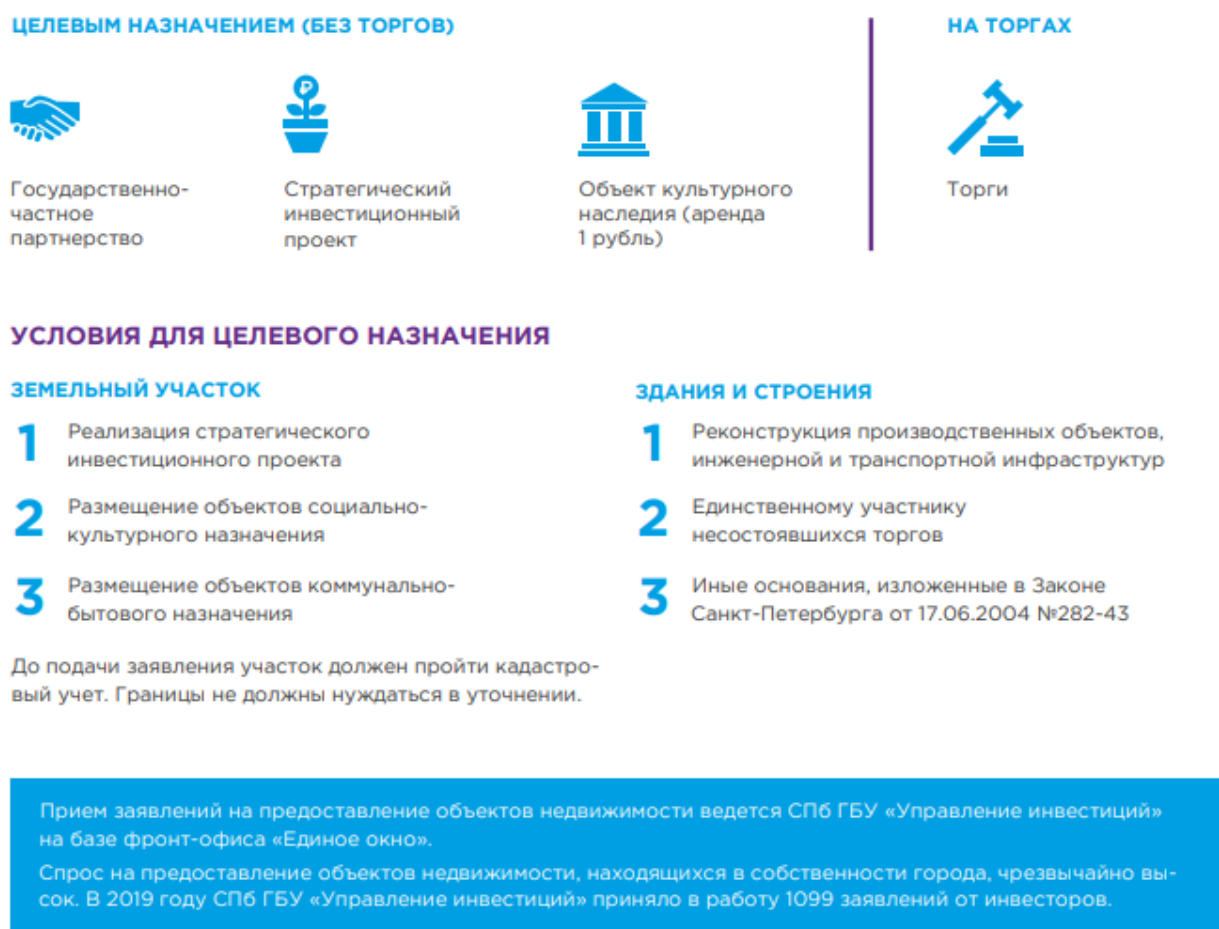 ЦЕЛЕВЫМ НАЗНАЧЕНИЕМ (БЕЗ ТОРГОВ)
Государственно-
частное
партнерство
Стратегический
инвестиционный
проект
Объект культурного
наследия (аренда
1 рубль)
НА ТОРГАХ
Торги
УСЛОВИЯ ДЛЯ ЦЕЛЕВОГО НАЗНАЧЕНИЯ
ЗЕМЕЛЬНЫЙ УЧАСТОК
1 Реализация стратегического
инвестиционного проекта
2 Размещение объектов социально-
культурного назначения
3 Размещение объектов коммунально-
бытового назначения
До подачи заявления участок должен пройти кадастро-
вый учет. Границы не должны нуждаться в уточнении.
ЗДАНИЯ И СТРОЕНИЯ
1 Реконструкция производственных объектов,
инженерной и транспортной инфраструктур
2 Единственному участнику
несостоявшихся торгов
3 Иные основания, изложенные в Законе
Санкт-Петербурга от 17.06.2004 №282-43
Прием заявлений на предоставление объектов недвижимости ведется СПб ГБУ «Управление инвестиций»
на базе фронт-офиса «Единое окно».
Спрос на предоставление объектов недвижимости, находящихся в собственности города, чрезвычайно вы-
сок. В 2019 году СПб ГБУ «Управление инвестиций» приняло в работу 1099 заявлений от инвесторов.